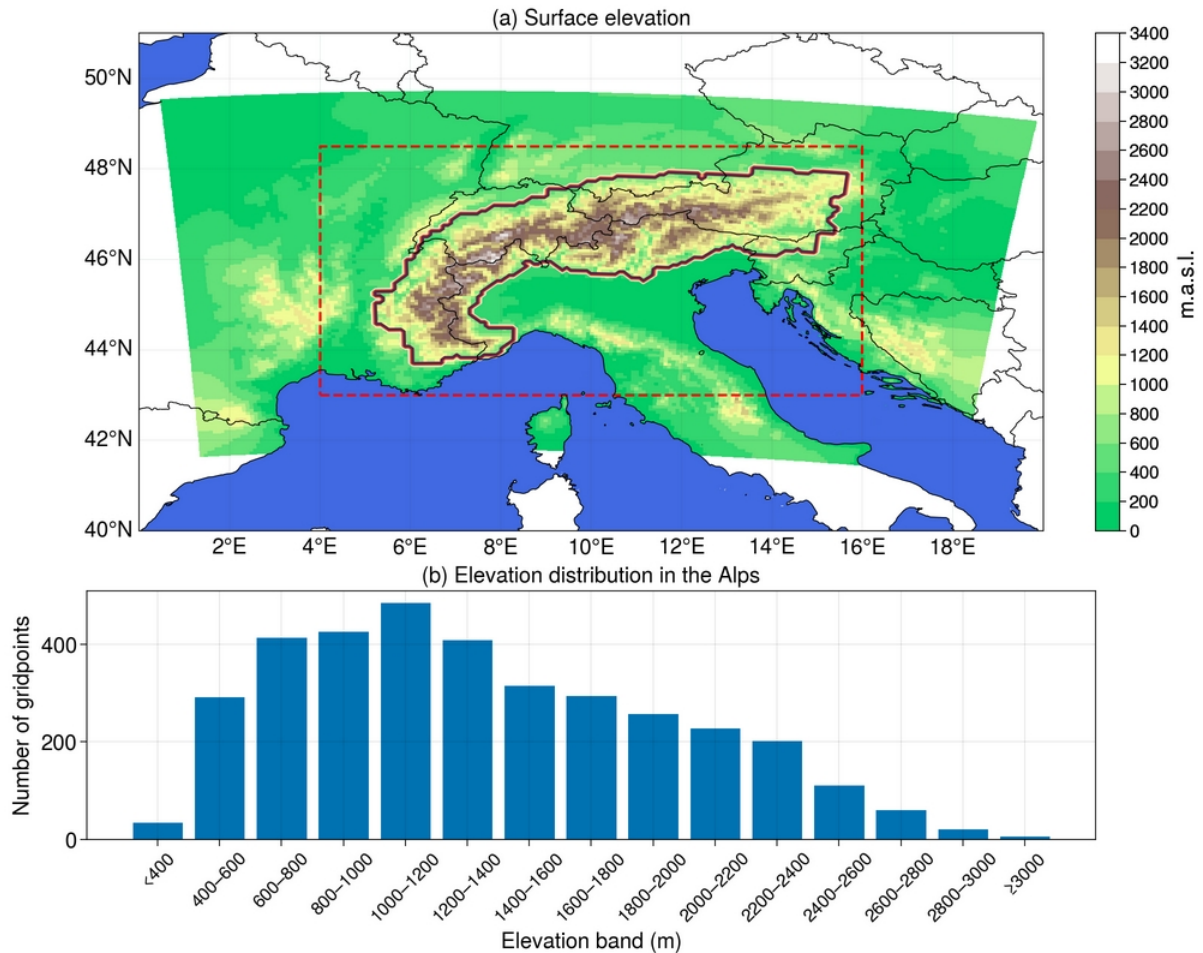 (a) Surface elevation
50°N
48°N
46°N
44°N
42°N
40°N
2°E
4°E
6°E
8°E
10°E
12°E
14°E
16°E
18°E
3400
3200
3000
2800
2600
2400
2200
2000
1800
1600
1400
1200
1000
800
600
400
200
0
m.a.s.l.
(b) Elevation distribution in the Alps
Number of gridpoints
400
200
0
<400
400–600
600–800
800–1000
1000–1200
1200–1400
1400–1600
1600–1800
1800–2000
2000–2200
2200–2400
2400–2600
2600–2800
2800–3000
≥3000
Elevation band (m)